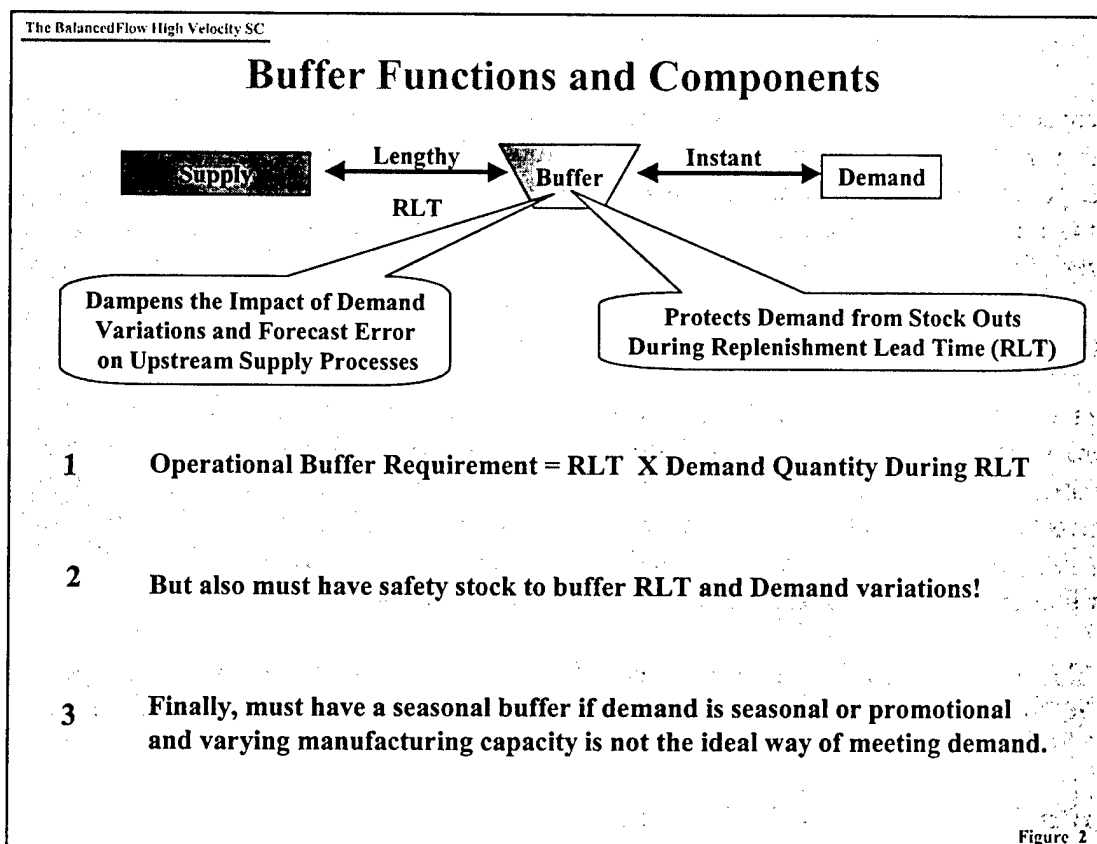 The BalancedFlow High Velocity SC
Buffer Functions and Components
Supply
Lengthy
RLT
Buffer
Instant
Demand
Dampens the Impact of Demand
Variations and Forecast Error
on Upstream Supply Processes
Protects Demand from Stock Outs
During Replenishment Lead Time (RLT)
1 Operational Buffer Requirement = RLT X Demand Quantity During RLT
2 But also must have safety stock to buffer RLT and Demand variations!
3 Finally, must have a seasonal buffer if demand is seasonal or promotional
and varying manufacturing capacity is not the ideal way of meeting demand.
Figure 2